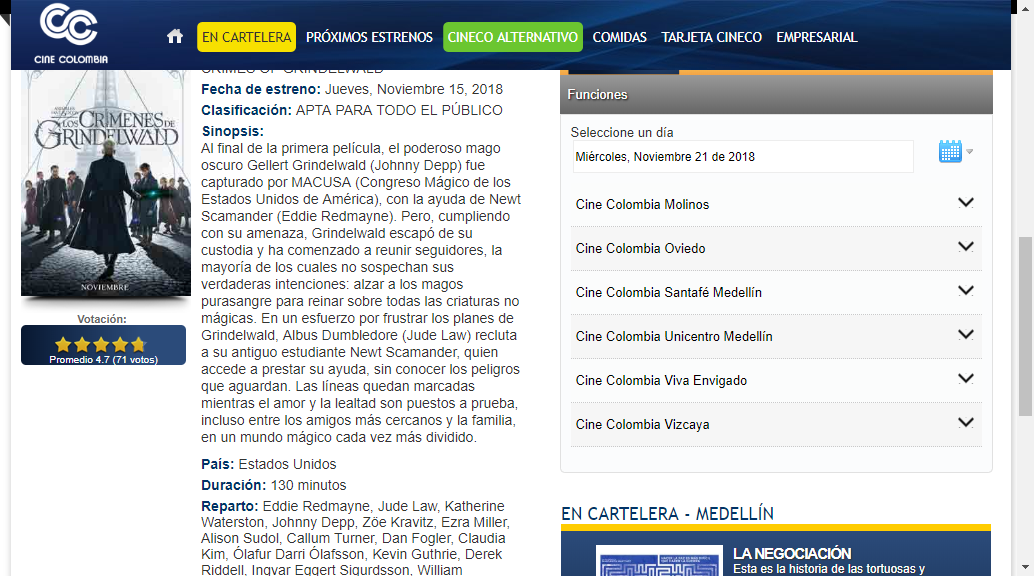 CINE COLOMBIA
EN CARTELERA
PRÓXIMOS ESTRENOS
CINECO ALTERNATIVO
COMIDAS
TARJETA CINECO
EMPRESARIAL
LOS CRÍMENES DE
GRINDELWALD
NOVIEMBRE
Votación:
Promedio 4.7 (71 votos)
CRIMES OF GRINDELWALD
Fecha de estreno: Jueves, Noviembre 15, 2018
Clasificación: APTA PARA TODO EL PÚBLICO
Sinopsis:
Al final de la primera película, el poderoso mago
oscuro Gellert Grindelwald (Johnny Depp) fue
capturado por MACUSA (Congreso Mágico de los
Estados Unidos de América), con la ayuda de Newt
Scamander (Eddie Redmayne). Pero, cumpliendo
con su amenaza, Grindelwald escapó de su
custodia y ha comenzado a reunir seguidores, la
mayoría de los cuales no sospechan sus
verdaderas intenciones: alzar a los magos
purasangre para reinar sobre todas las criaturas no
mágicas. En un esfuerzo por frustrar los planes de
Grindelwald, Albus Dumbledore (Jude Law) recluta
a su antiguo estudiante Newt Scamander, quien
accede a prestar su ayuda, sin conocer los peligros
que aguardan. Las líneas quedan marcadas
mientras el amor y la lealtad son puestos a prueba,
incluso entre los amigos más cercanos y la familia,
en un mundo mágico cada vez más dividido.
País: Estados Unidos
Duración: 130 minutos
Reparto: Eddie Redmayne, Jude Law, Katherine
Waterston, Johnny Depp, Zöe Kravitz, Ezra Miller,
Alison Sudol, Callum Turner, Dan Fogler, Claudia
Kim, Ólafur Darri Ólafsson, Kevin Guthrie, Derek
Riddell, Ingvar Eggert Sigurdsson, William
Funciones
Seleccione un día
Miércoles, Noviembre 21 de 2018
Cine Colombia Molinos
Cine Colombia Oviedo
Cine Colombia Santafé Medellín
Cine Colombia Unicentro Medellín
Cine Colombia Viva Envigado
Cine Colombia Vizcaya
EN CARTELERA - MEDELLÍN
LA NEGOCIACIÓN
Esta es la historia de las tortuosas y